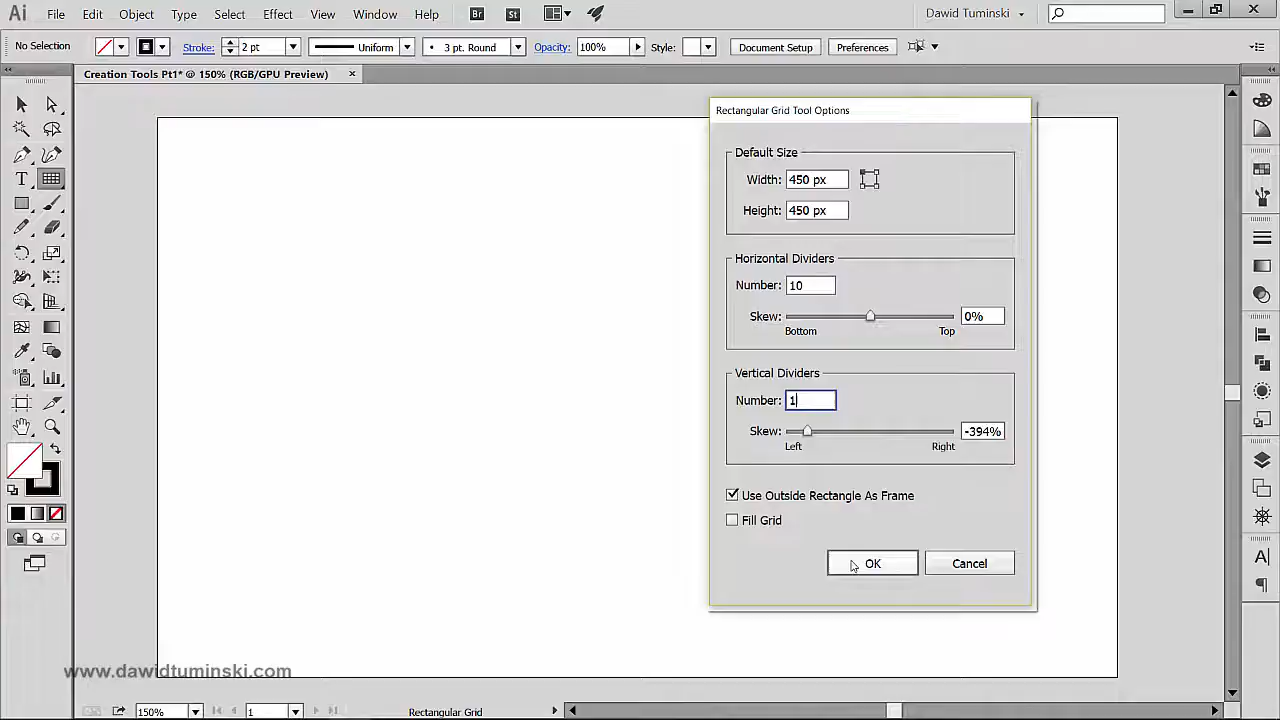 Ai File Edit Object Type Select Effect View Window Help Br St Dawid Tuminski
No Selection Stroke: 2 pt Uniform 3 pt. Round Opacity: 100% Style: Document Setup Preferences
Creation Tools Pt1* @ 150% (RGB/GPU Preview)
Rectangular Grid Tool Options
Default Size
Width: 450 px
Height: 450 px
Horizontal Dividers
Number: 10
Skew: 0%
Bottom Top
Vertical Dividers
Number: 1
Skew: -394%
Left Right
Use Outside Rectangle As Frame
Fill Grid
OK Cancel
www.dawidtuminski.com
150% 1 Rectangular Grid